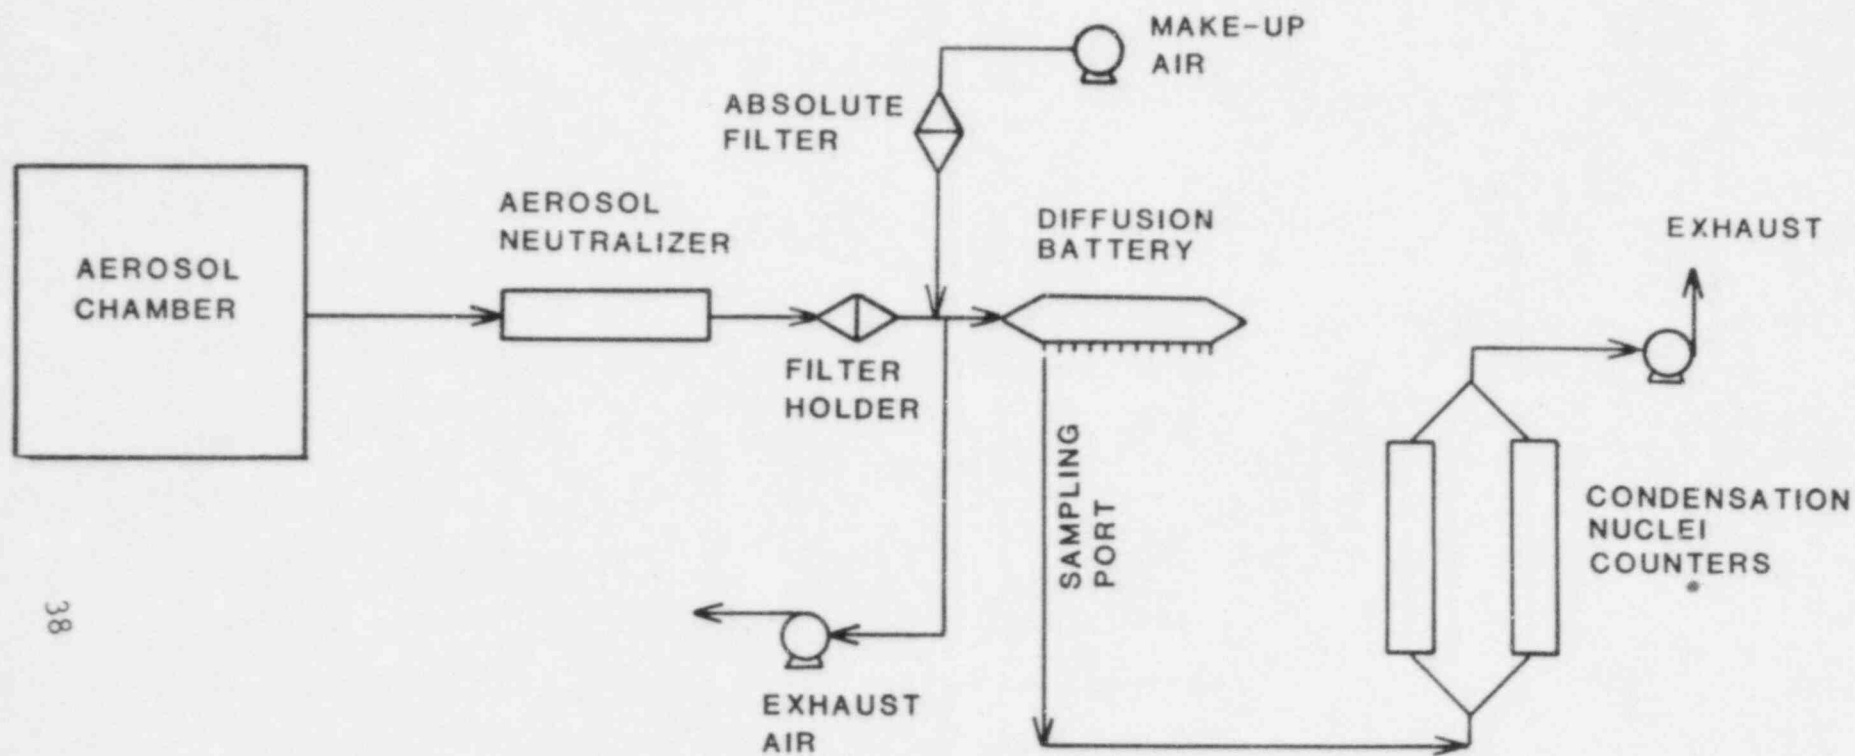 MAKE-UP
AIR
ABSOLUTE
FILTER
AEROSOL
NEUTRALIZER
DIFFUSION
BATTERY
EXHAUST
AEROSOL
CHAMBER
FILTER
HOLDER
SAMPLING
PORT
CONDENSATION
NUCLEI
COUNTERS
38
EXHAUST
AIR